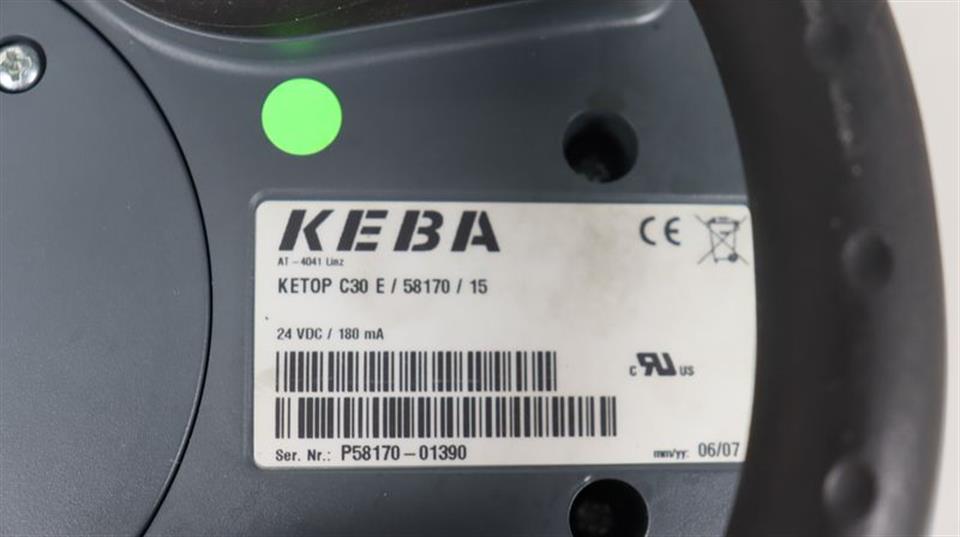 KEBA
AT - 4041 Linz
KETOP C30 E / 58170 / 15
CE
24 VDC / 180 mA
c RU US
Ser. Nr.: P58170-01390
mm/yy: 06/07